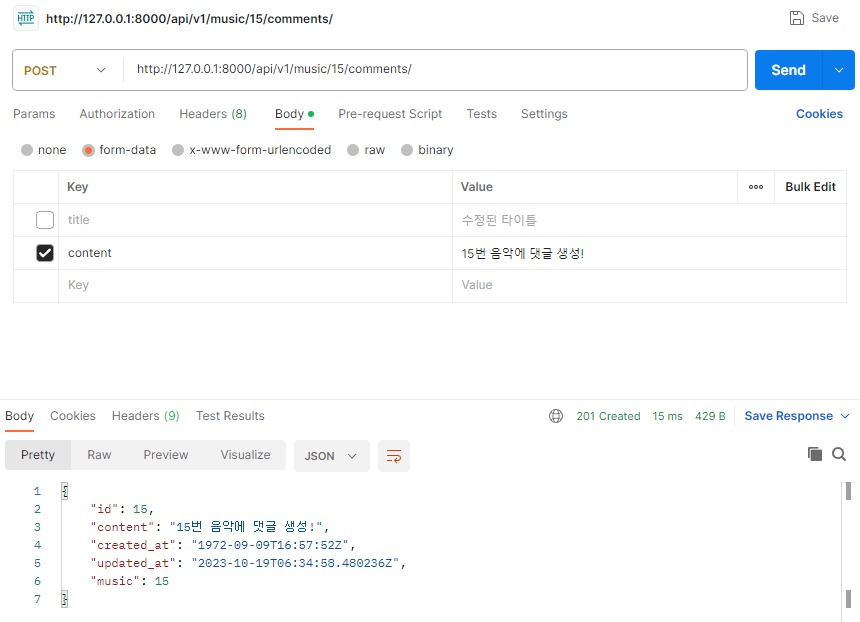 HTTP http://127.0.0.1:8000/api/v1/music/15/comments/ Save
POST http://127.0.0.1:8000/api/v1/music/15/comments/ Send
Params Authorization Headers (8) Body Pre-request Script Tests Settings Cookies
none form-data x-www-form-urlencoded raw binary
Key Value Bulk Edit
title 수정된 타이틀
content 15번 음악에 댓글 생성!
Key Value
Body Cookies Headers (9) Test Results 201 Created 15 ms 429 B Save Response
Pretty Raw Preview Visualize JSON
1 {
2 "id": 15,
3 "content": "15번 음악에 댓글 생성!",
4 "created_at": "1972-09-09T16:57:52Z",
5 "updated_at": "2023-10-19T06:34:58.480236Z",
6 "music": 15
7 }